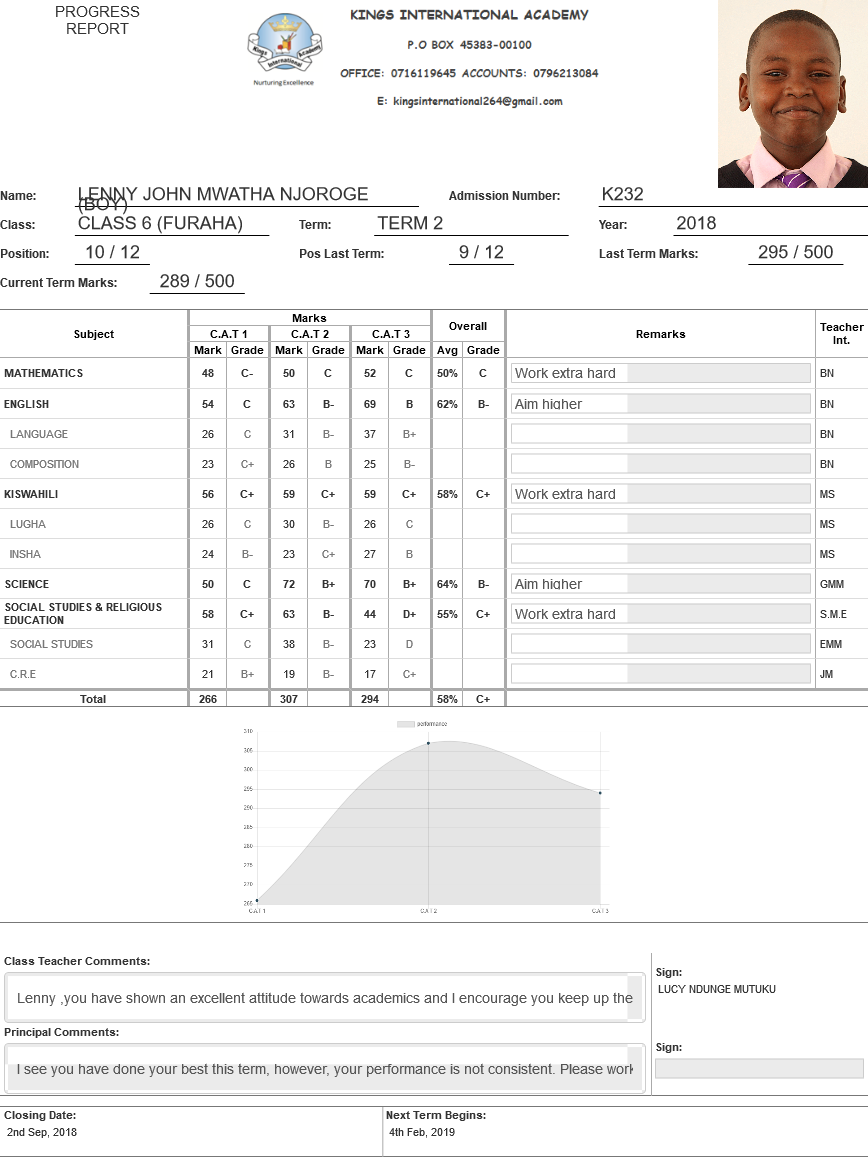 PROGRESS
REPORT
KINGS INTERNATIONAL ACADEMY
P.O BOX 45383-00100
OFFICE: 0716119645 ACCOUNTS: 0796213084
E: kingsinternational264@gmail.com
Kings International Academy
Nurturing Excellence
Name: LENNY JOHN MWATHA NJOROGE (BOY) Admission Number: K232
Class: CLASS 6 (FURAHA) Term: TERM 2 Year: 2018
Position: 10 / 12 Pos Last Term: 9 / 12 Last Term Marks: 295 / 500
Current Term Marks: 289 / 500
Subject Marks Overall Remarks Teacher Int.
C.A.T 1 C.A.T 2 C.A.T 3
Mark Grade Mark Grade Mark Grade Avg Grade
MATHEMATICS 48 C- 50 C 52 C 50% C Work extra hard BN
ENGLISH 54 C 63 B- 69 B 62% B- Aim higher BN
LANGUAGE 26 C 31 B- 37 B+ BN
COMPOSITION 23 C+ 26 B 25 B- BN
KISWAHILI 56 C+ 59 C+ 59 C+ 58% C+ Work extra hard MS
LUGHA 26 C 30 B- 26 C MS
INSHA 24 B- 23 C+ 27 B MS
SCIENCE 50 C 72 B+ 70 B+ 64% B- Aim higher GMM
SOCIAL STUDIES & RELIGIOUS EDUCATION 58 C+ 63 B- 44 D+ 55% C+ Work extra hard S.M.E
SOCIAL STUDIES 31 C 38 B- 23 D EMM
C.R.E 21 B+ 19 B- 17 C+ JM
Total 266 307 294 58% C+
performance
310
305
300
295
290
285
280
275
270
265
C.A.T 1 C.A.T 2 C.A.T 3
Class Teacher Comments:
Lenny ,you have shown an excellent attitude towards academics and I encourage you keep up the
Sign:
LUCY NDUNGE MUTUKU
Principal Comments:
I see you have done your best this term, however, your performance is not consistent. Please work
Sign:
Closing Date: Next Term Begins:
2nd Sep, 2018 4th Feb, 2019